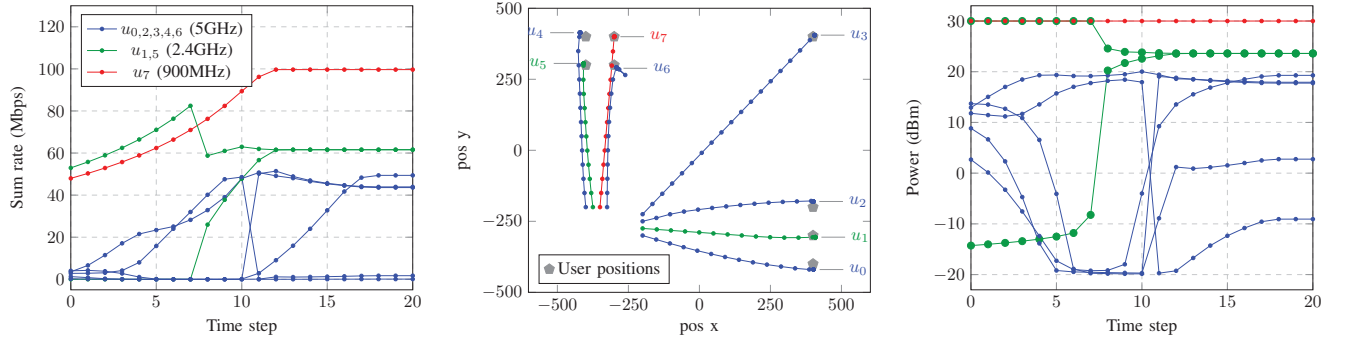 u0,2,3,4,6 (5GHz)
u1,5 (2.4GHz)
u7 (900MHz)
120
100
80
60
40
20
0
0
5
10
15
20
Sum rate (Mbps)
Time step
500
250
0
−250
−500
−500
−250
0
250
500
pos y
pos x
u4
u5
u7
u6
u3
u2
u1
u0
User positions
30
20
10
0
−10
−20
0
5
10
15
20
Power (dBm)
Time step